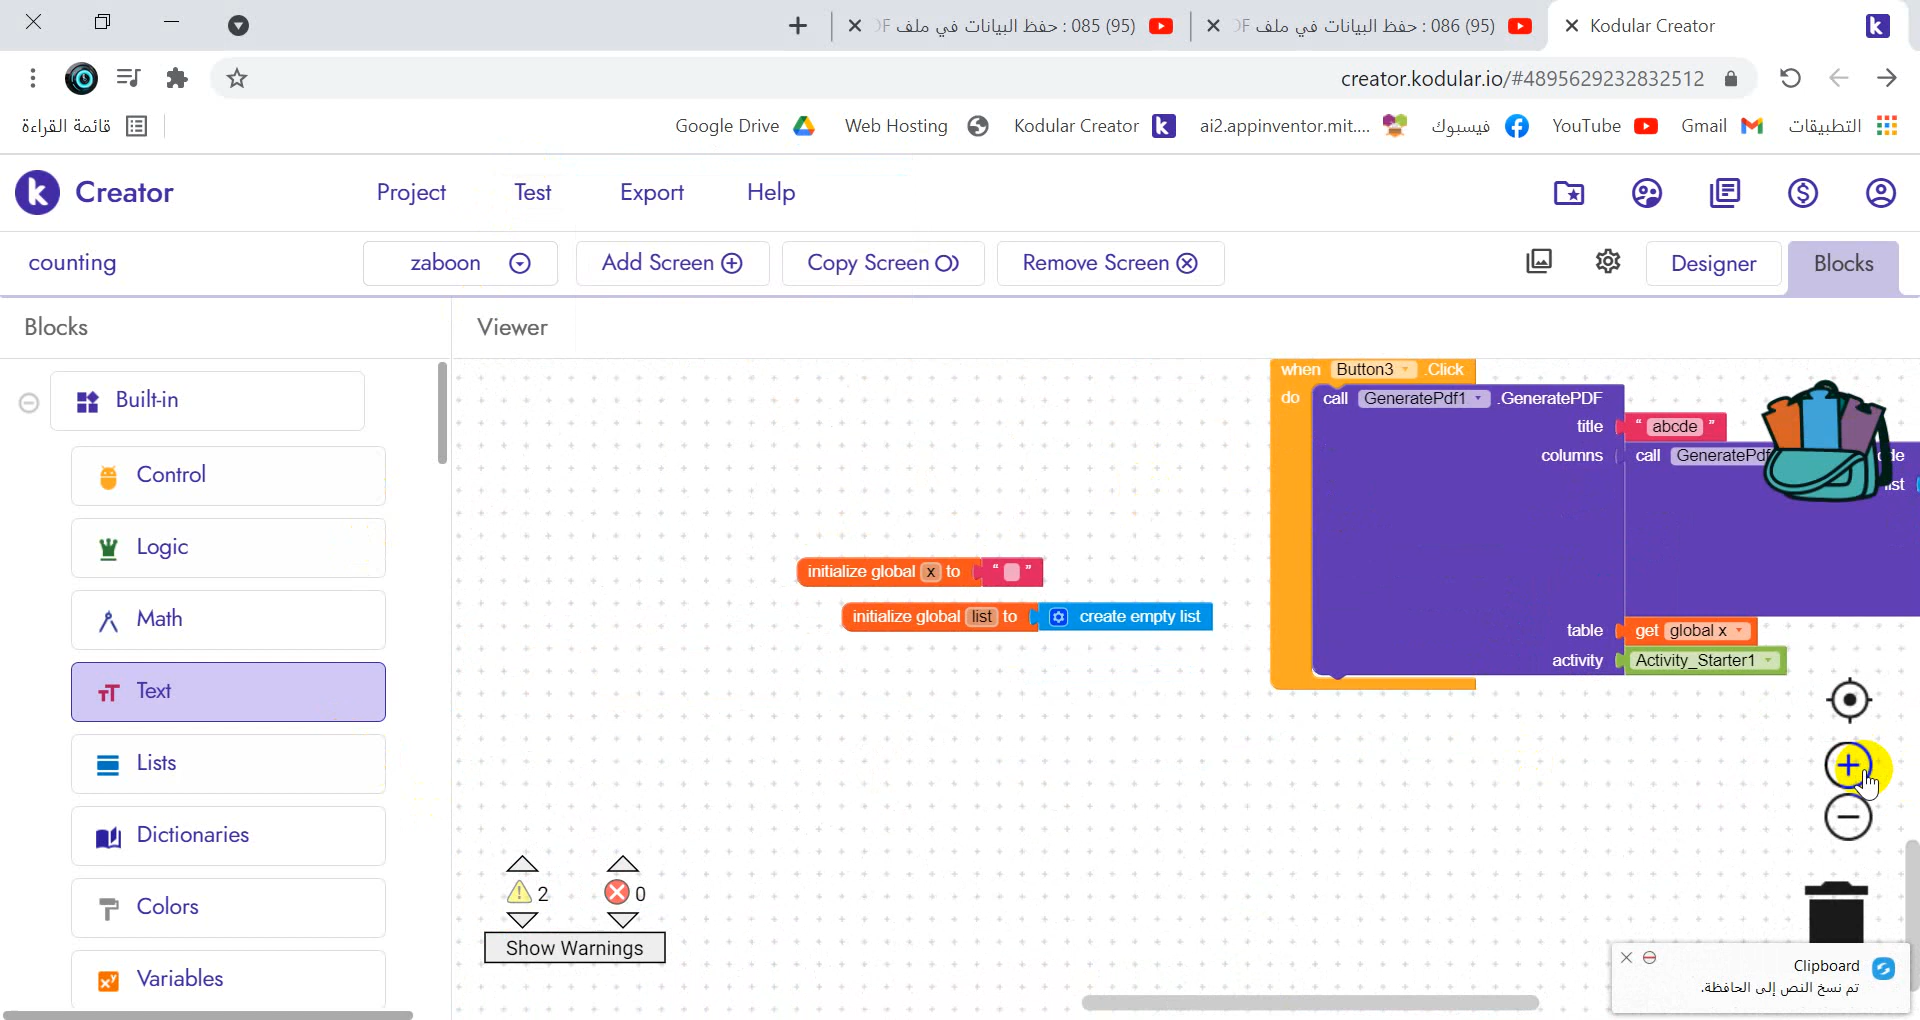 (95) 085 : حفظ البيانات في ملف
(95) 086 : حفظ البيانات في ملف
Kodular Creator
creator.kodular.io/#4895629232832512
قائمة القراءة
Google Drive
Web Hosting
Kodular Creator
ai2.appinventor.mit....
فيسبوك
YouTube
Gmail
التطبيقات
Creator
Project
Test
Export
Help
counting
zaboon
Add Screen
Copy Screen
Remove Screen
Designer
Blocks
Blocks
Viewer
Built-in
Control
Logic
Math
Text
Lists
Dictionaries
Colors
Variables
when Button3 .Click
do call GeneratePdf1 .GeneratePDF
title " abcde "
columns call GeneratePdf
initialize global x to " "
initialize global list to create empty list
table get global x
activity Activity_Starter1
2
0
Show Warnings
Clipboard
تم نسخ النص إلى الحافظة.